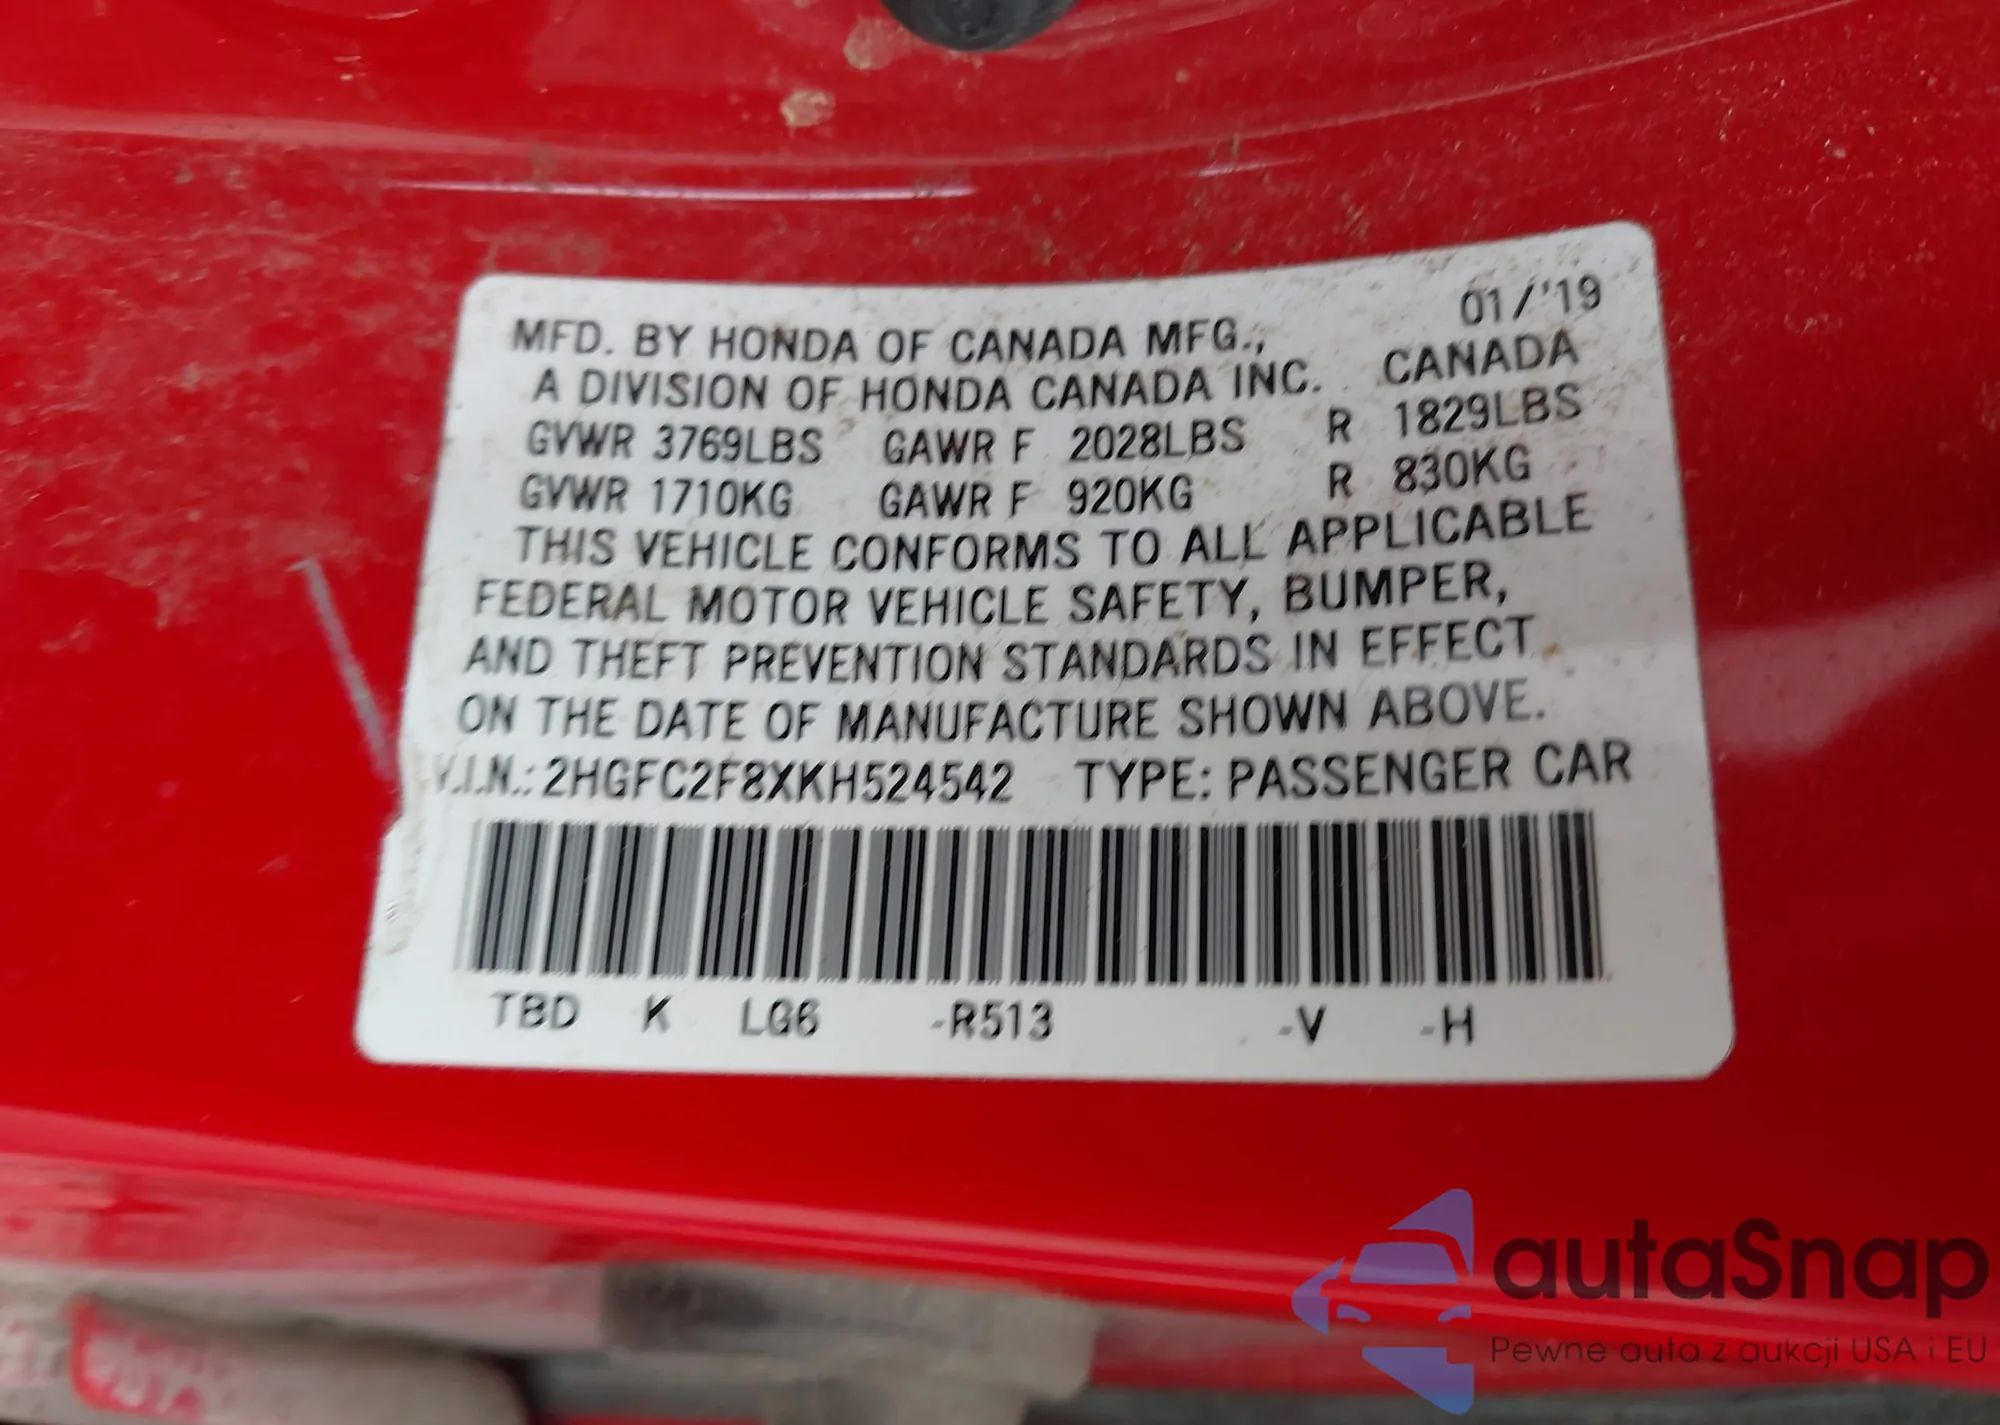 01/'19
MFD. BY HONDA OF CANADA MFG.,
A DIVISION OF HONDA CANADA INC. CANADA
GVWR 3769LBS GAWR F 2028LBS R 1829LBS
GVWR 1710KG GAWR F 920KG R 830KG
THIS VEHICLE CONFORMS TO ALL APPLICABLE
FEDERAL MOTOR VEHICLE SAFETY, BUMPER,
AND THEFT PREVENTION STANDARDS IN EFFECT
ON THE DATE OF MANUFACTURE SHOWN ABOVE.
V.I.N.: 2HGFC2F8XKH524542 TYPE: PASSENGER CAR
TBD K LG6 -R513 -V -H
autaSnap
Pewne auta z aukcji USA i EU